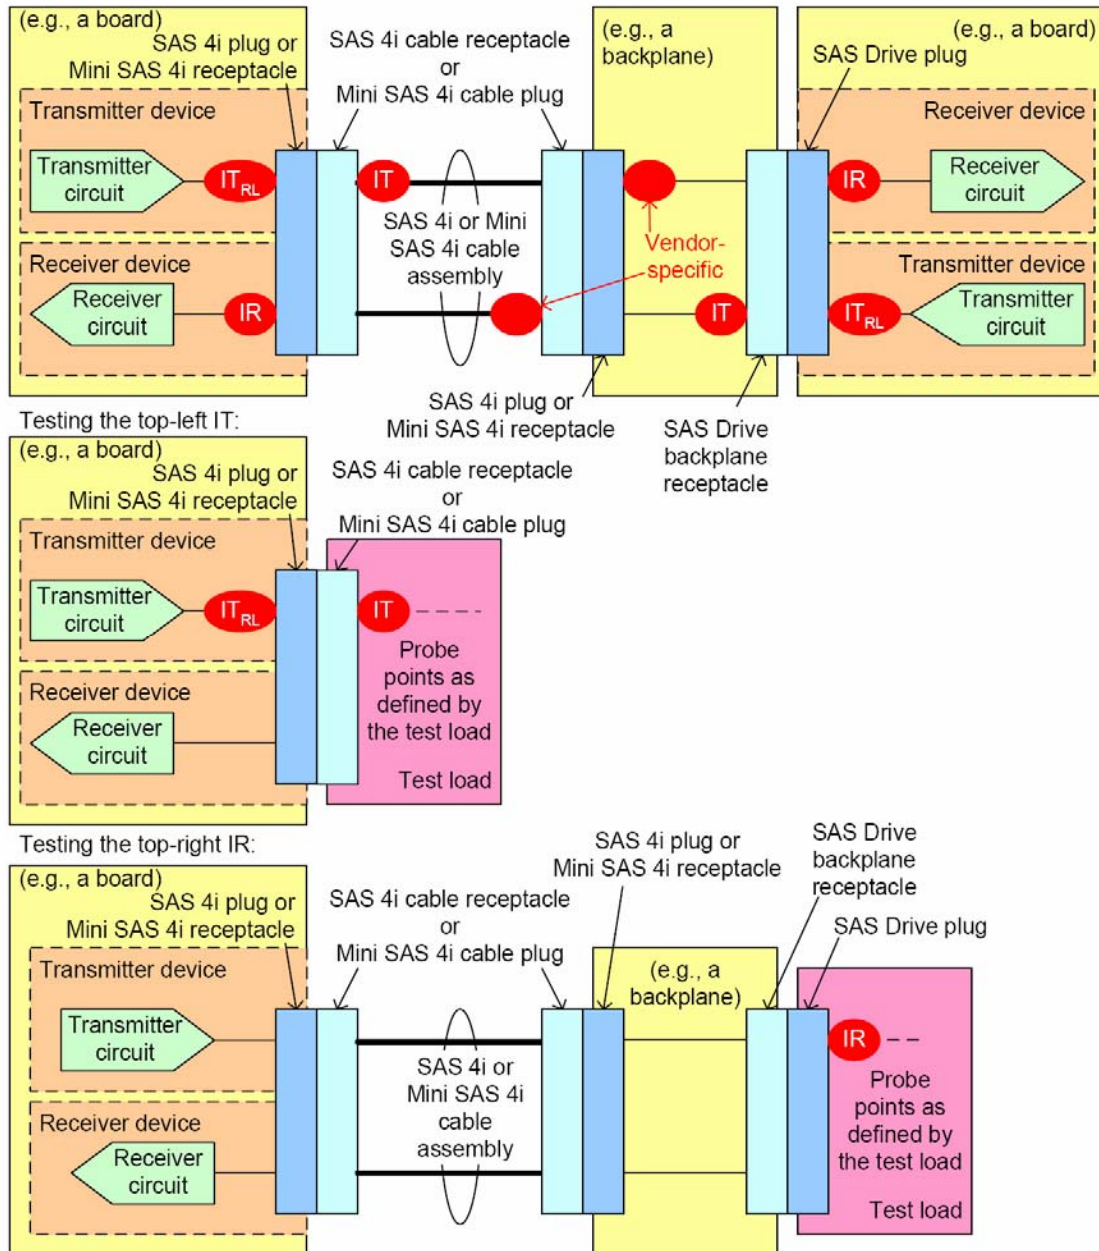 (e.g., a board)
SAS 4i plug or
Mini SAS 4i receptacle
SAS 4i cable receptacle
or
Mini SAS 4i cable plug
(e.g., a
backplane)
(e.g., a board)
SAS Drive plug
Transmitter device
Transmitter
circuit
IT RL
IT
IR
Receiver device
Receiver
circuit
SAS 4i or Mini
SAS 4i cable
assembly
Vendor-
specific
Receiver device
Receiver
circuit
IR
IT
Transmitter device
IT RL
Transmitter
circuit
SAS 4i plug or
Mini SAS 4i receptacle
SAS Drive
backplane
receptacle
Testing the top-left IT:
(e.g., a board)
SAS 4i plug or
Mini SAS 4i receptacle
SAS 4i cable receptacle
or
Mini SAS 4i cable plug
Transmitter device
Transmitter
circuit
IT RL
IT
Probe
points as
defined by
the test load
Test load
Receiver device
Receiver
circuit
Testing the top-right IR:
(e.g., a board)
SAS 4i plug or
Mini SAS 4i receptacle
SAS 4i cable receptacle
or
Mini SAS 4i cable plug
SAS 4i plug or
Mini SAS 4i receptacle
SAS Drive
backplane
receptacle
SAS Drive plug
Transmitter device
Transmitter
circuit
(e.g., a
backplane)
IR
SAS 4i or
Mini SAS 4i
cable
assembly
Probe
points as
defined by
the test load
Test load
Receiver device
Receiver
circuit